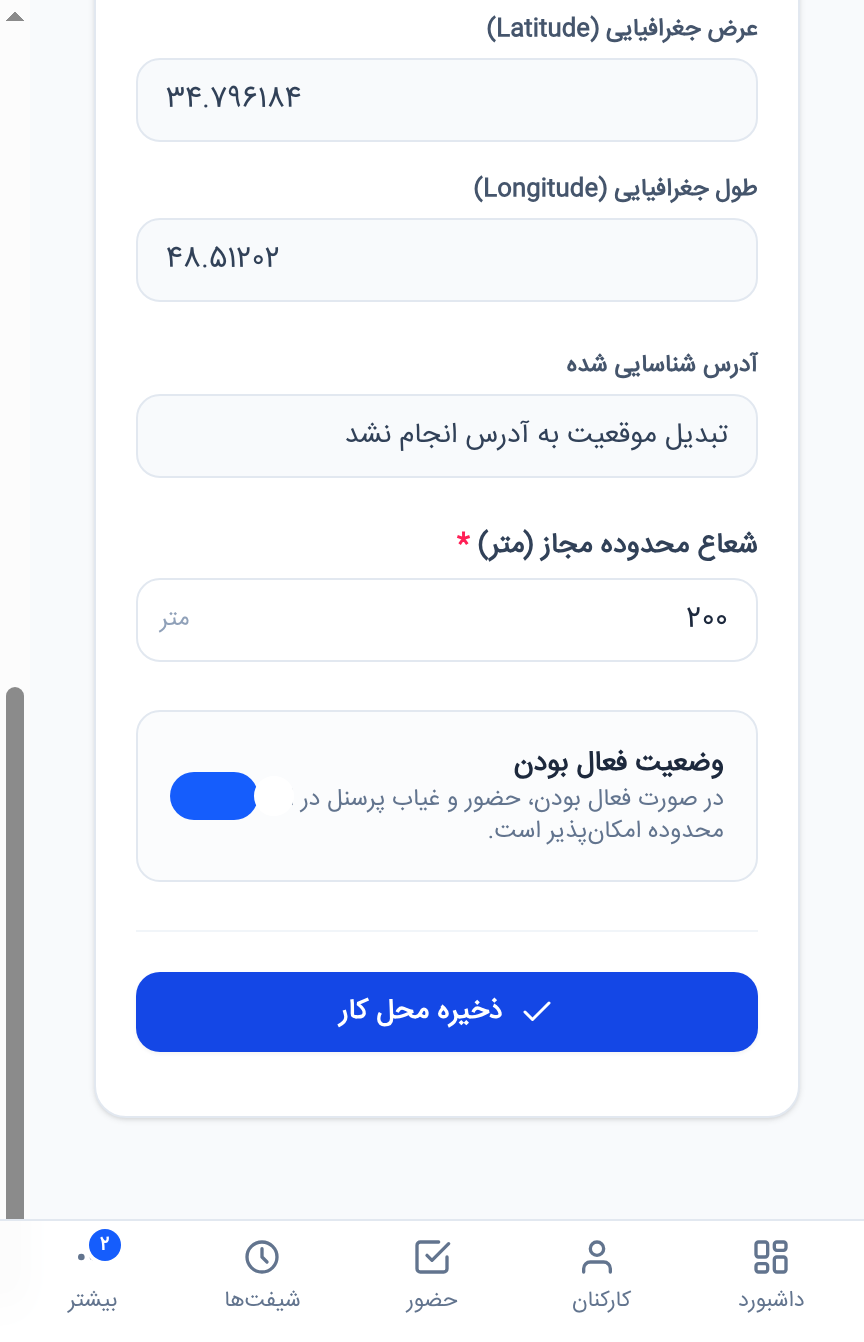 عرض جغرافیایی (Latitude)
۳۴.۷۹۶۱۸۴
طول جغرافیایی (Longitude)
۴۸.۵۱۲۰۲
آدرس شناسایی شده
تبدیل موقعیت به آدرس انجام نشد
شعاع محدوده مجاز (متر) *
۲۰۰ متر
وضعیت فعال بودن
در صورت فعال بودن، حضور و غیاب پرسنل در
محدوده امکان‌پذیر است.
ذخیره محل کار
۲
داشبورد کارکنان حضور شیفت‌ها بیشتر